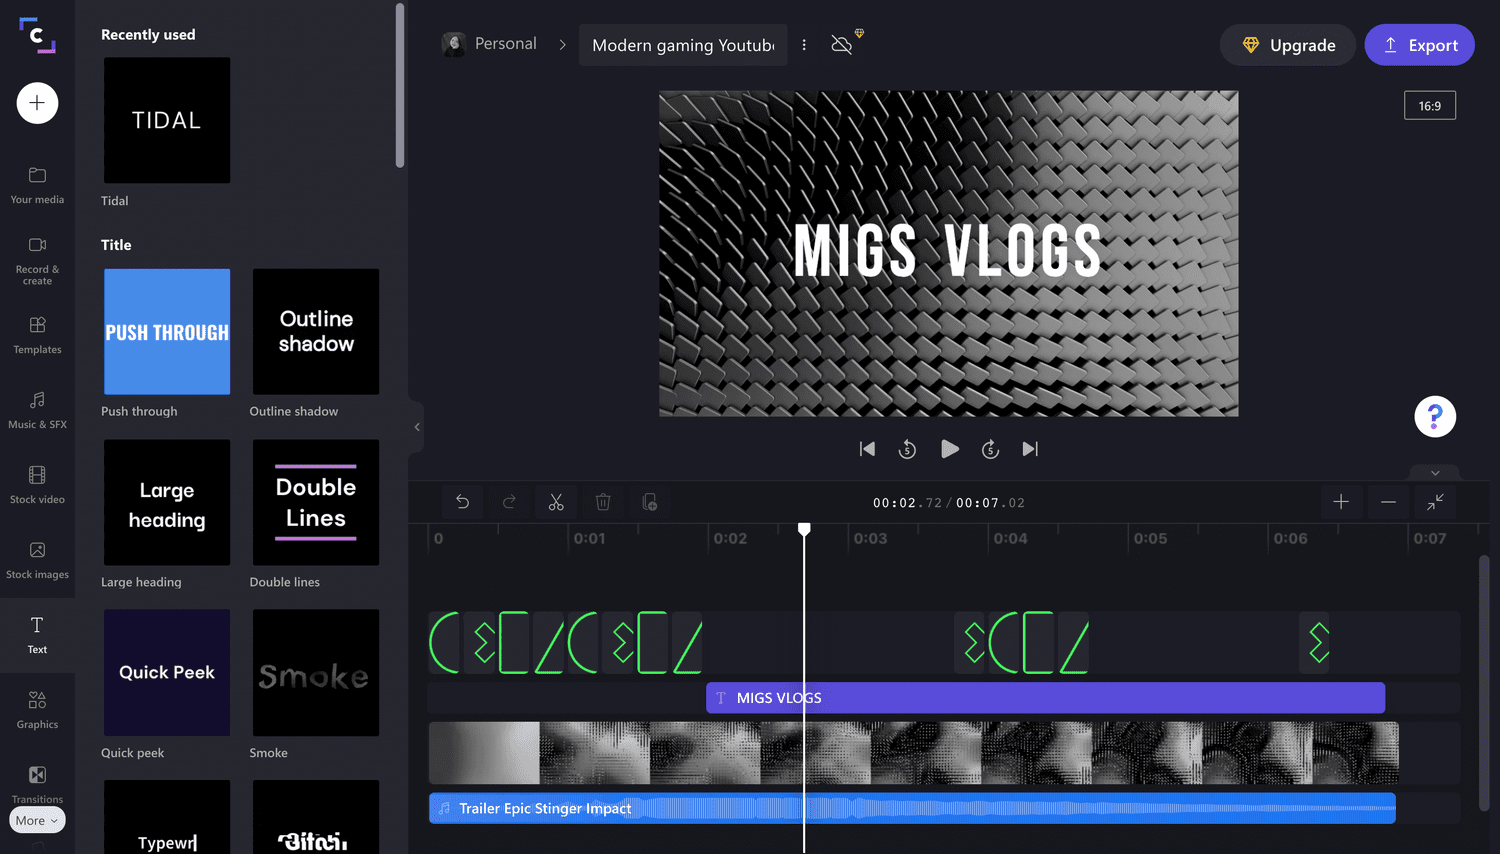 C
Your media
Record &
create
Templates
Music & SFX
Stock video
Stock images
Text
Graphics
Transitions
More
Recently used
TIDAL
Tidal
Title
PUSH THROUGH
Outline
shadow
Push through
Outline shadow
Large
heading
Double
Lines
Large heading
Double lines
Quick Peek
Smoke
Quick peek
Smoke
Typewr
Personal
Modern gaming Youtub
Upgrade
Export
16:9
MIGS VLOGS
5
5
?
00:02.72/00:07.02
0
0:01
0:02
0:03
0:04
0:05
0:06
0:07
T MIGS VLOGS
Trailer Epic Stinger Impact